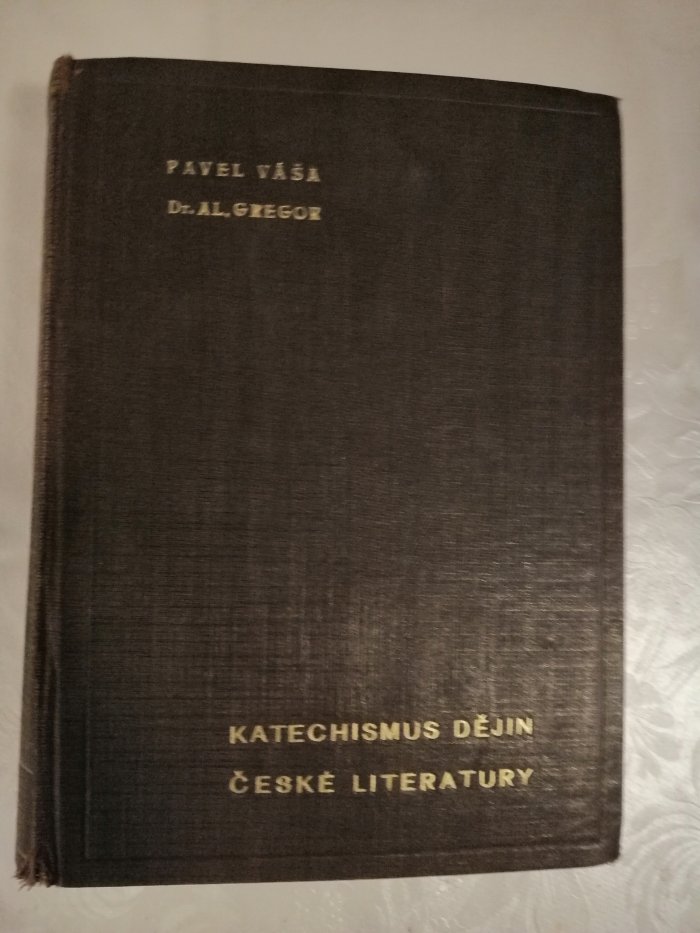 PAVEL VÁŠA
Dr. AL. GREGOR
KATECHISMUS DĚJIN
ČESKÉ LITERATURY